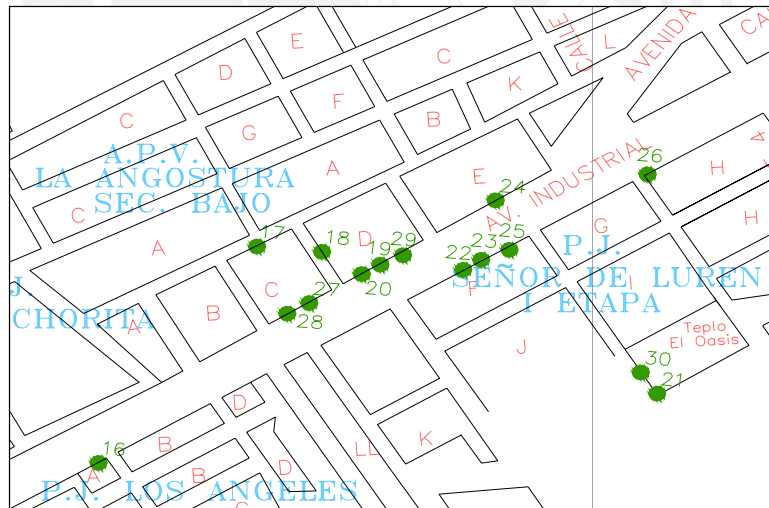 E
CALLE
L
AVENIDA
CA
D
C
F
K
C
G
B
A.P.V.
LA ANGOSTURA
SEC. BAJO
A
E
AV. INDUSTRIAL
26
H
4
C
24
H
A
17
18
D
19
29
22
23
25
G
P.J.
SEÑOR DE LUREN
I ETAPA
20
F
I
J.
CHORITA
A
B
C
27
28
J
Teplo
El Oasis
30
21
D
16
B
LL
K
A
B
D
P.J. LOS ANGELES